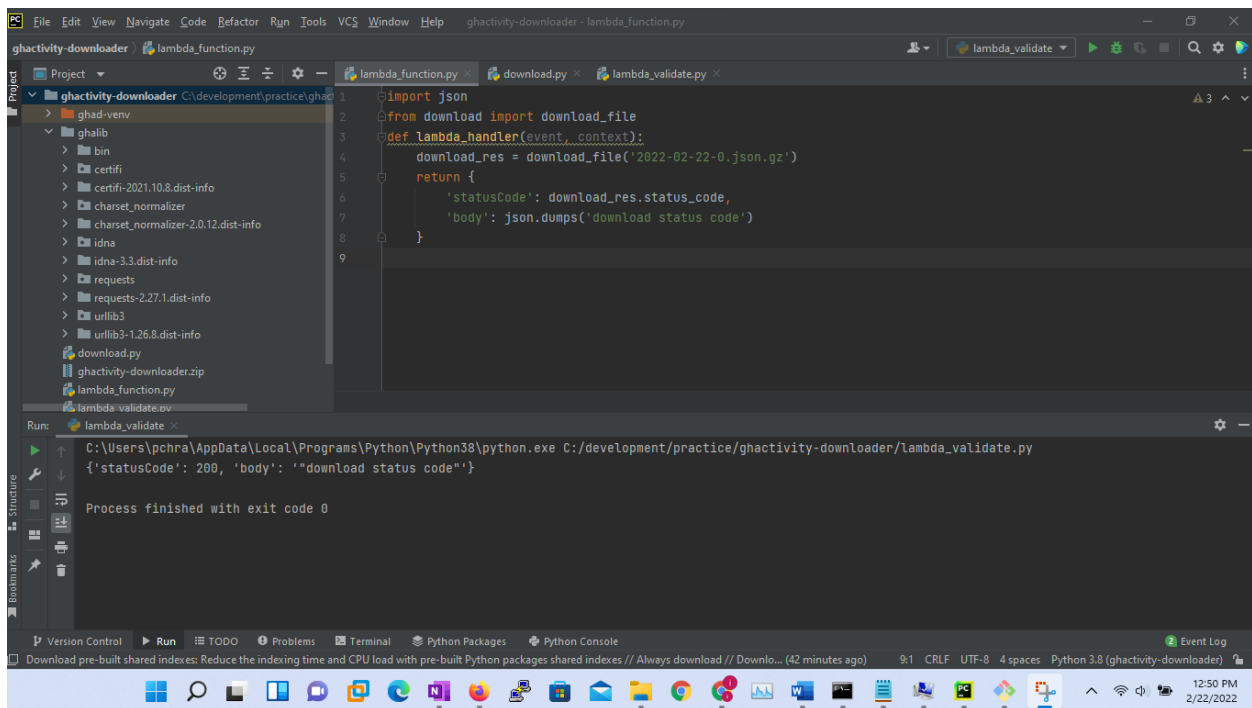 PC File Edit View Navigate Code Refactor Run Tools VCS Window Help ghactivity-downloader - lambda_function.py
ghactivity-downloader lambda_function.py lambda_validate
Project
Project
lambda_function.py download.py lambda_validate.py
ghactivity-downloader C:\development\practice\ghact
ghad-venv
ghalib
bin
certifi
certifi-2021.10.8.dist-info
charset_normalizer
charset_normalizer-2.0.12.dist-info
idna
idna-3.3.dist-info
requests
requests-2.27.1.dist-info
urllib3
urllib3-1.26.8.dist-info
download.py
ghactivity-downloader.zip
lambda_function.py
lambda_validate.py
1 import json
2 from download import download_file
3 def lambda_handler(event, context):
4 download_res = download_file('2022-02-22-0.json.gz')
5 return {
6 'statusCode': download_res.status_code,
7 'body': json.dumps('download status code')
8 }
9
3
Run: lambda_validate
C:\Users\pchra\AppData\Local\Programs\Python\Python38\python.exe C:/development/practice/ghactivity-downloader/lambda_validate.py
{'statusCode': 200, 'body': '"download status code"'}
Process finished with exit code 0
Structure
Bookmarks
Version Control Run TODO Problems Terminal Python Packages Python Console 2 Event Log
Download pre-built shared indexes: Reduce the indexing time and CPU load with pre-built Python packages shared indexes // Always download // Downlo... (42 minutes ago) 9:1 CRLF UTF-8 4 spaces Python 3.8 (ghactivity-downloader)
12:50 PM
2/22/2022